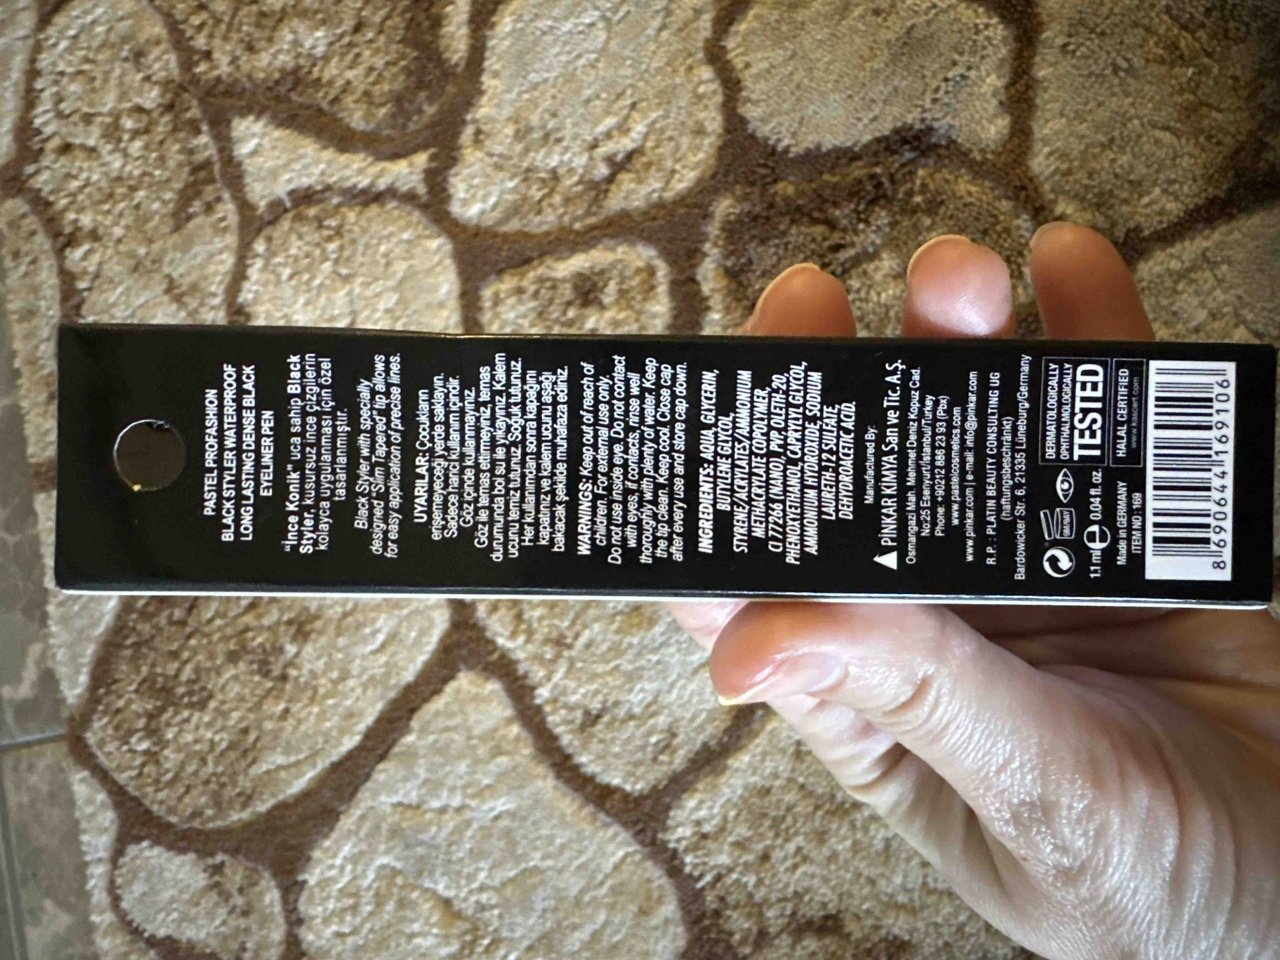 PASTEL PROFASHION
BLACK STYLER WATERPROOF
LONG LASTING DENSE BLACK
EYELINER PEN
"İnce Konik" uca sahip Black
Styler, kusursuz ince çizgilerin
kolayca uygulanması için özel
tasarlanmıştır.
Black Styler with specially
designed "Slim Tapered" tip allows
for easy application of precise lines.
UYARILAR: Çocukların
erişemeyeceği yerde saklayın.
Sadece harici kullanım içindir.
Göz içinde kullanmayınız.
Göz ile temas ettirmeyiniz, temas
durumunda bol su ile yıkayınız. Kalem
ucunu temiz tutunuz. Soğuk tutunuz.
Her kullanımdan sonra kapağını
kapatınız ve kalem ucunu aşağı
bakacak şekilde muhafaza ediniz.
WARNINGS: Keep out of reach of
children. For external use only.
Do not use inside eye. Do not contact
with eyes, if contacts, rinse well
thoroughly with plenty of water. Keep
the tip clean. Keep cool. Close cap
after every use and store cap down.
INGREDIENTS: AQUA, GLYCERIN,
BUTYLENE GLYCOL,
STYRENE/ACRYLATES/AMMONIUM
METHACRYLATE COPOLYMER,
CI 77266 (NANO), PVP, OLETH-20,
PHENOXYETHANOL, CAPRYLYL GLYCOL,
AMMONIUM HYDROXIDE, SODIUM
LAURETH-12 SULFATE,
DEHYDROACETIC ACID.
Manufactured By:
PİNKAN KİMYA San ve Tic. A.Ş.
Osmangazi Mah. Mehmet Deniz Kopuz Cad.
No:25 Esenyurt/İstanbul/Turkey
Phone: +90212 886 23 93 (Pbx)
www.pastelcosmetics.com
www.pinkar.com | e-mail: info@pinkar.com
R.P. : PLATIN BEAUTY CONSULTING UG
(haftungsbeschränkt)
Bardowicker Str. 6, 21335 Lüneburg/Germany
DERMATOLOGICALLY
OPHTHALMOLOGICALLY
TESTED
1.1 ml e 0.04 fl. oz.
HALAL CERTIFIED
www.kascert.com
Made in GERMANY
ITEM NO : 169
8 690644 169106